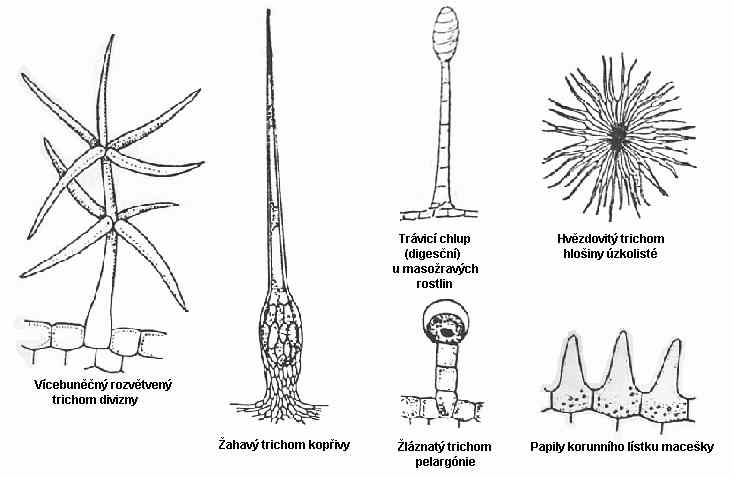 Trávicí chlup
(digesční)
u masožravých
rostlin
Hvězdovitý trichom
hlošiny úzkolisté
Vícebuněčný rozvětvený
trichom divizny
Žahavý trichom kopřivy
Žláznatý trichom
pelargónie
Papily korunního lístku macešky